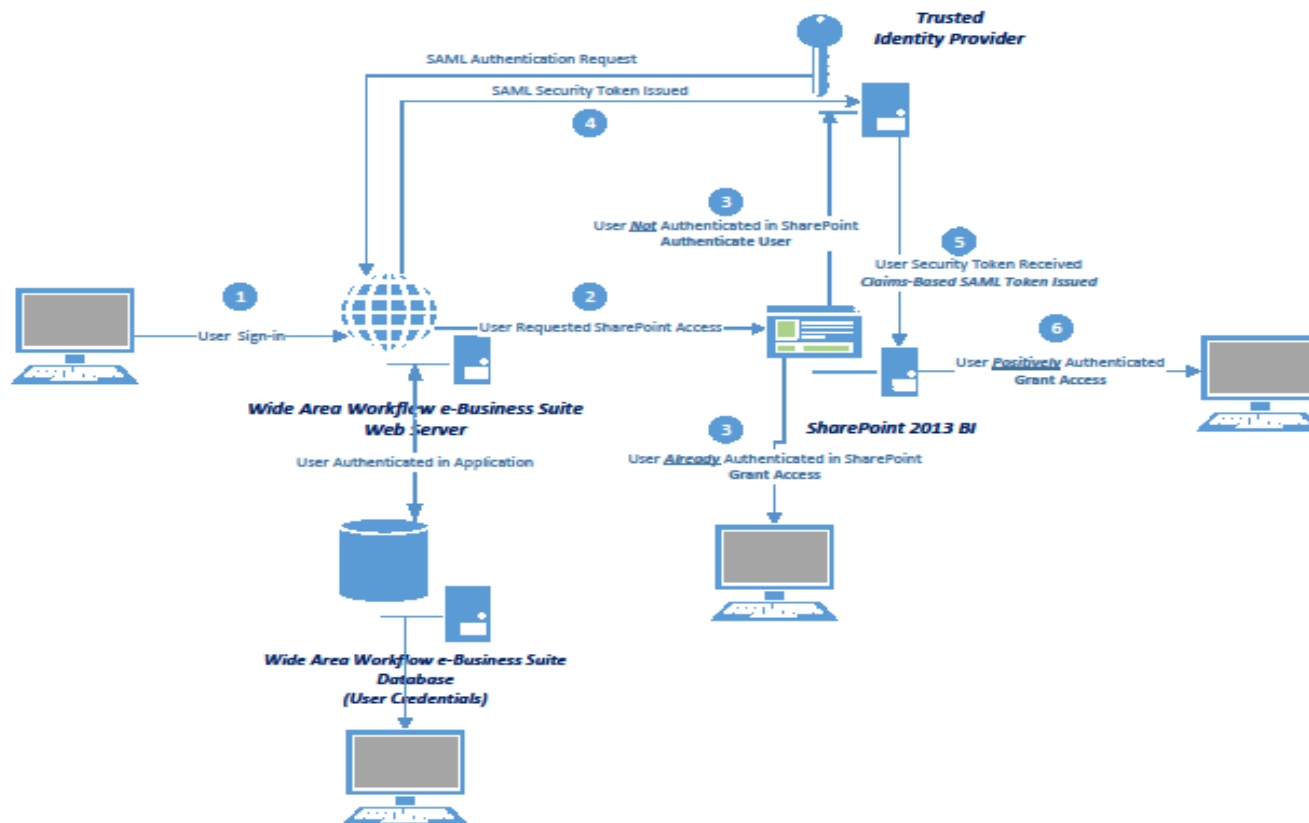 Trusted
Identity Provider
SAML Authentication Request
SAML Security Token Issued
4
3
User Not Authenticated in SharePoint
Authenticate User
5
User Security Token Received
Claims-Based SAML Token Issued
1
User Sign-in
2
User Requested SharePoint Access
6
User Positively Authenticated
Grant Access
Wide Area Workflow e-Business Suite
Web Server
SharePoint 2013 BI
User Authenticated in Application
3
User Already Authenticated in SharePoint
Grant Access
Wide Area Workflow e-Business Suite
Database
(User Credentials)